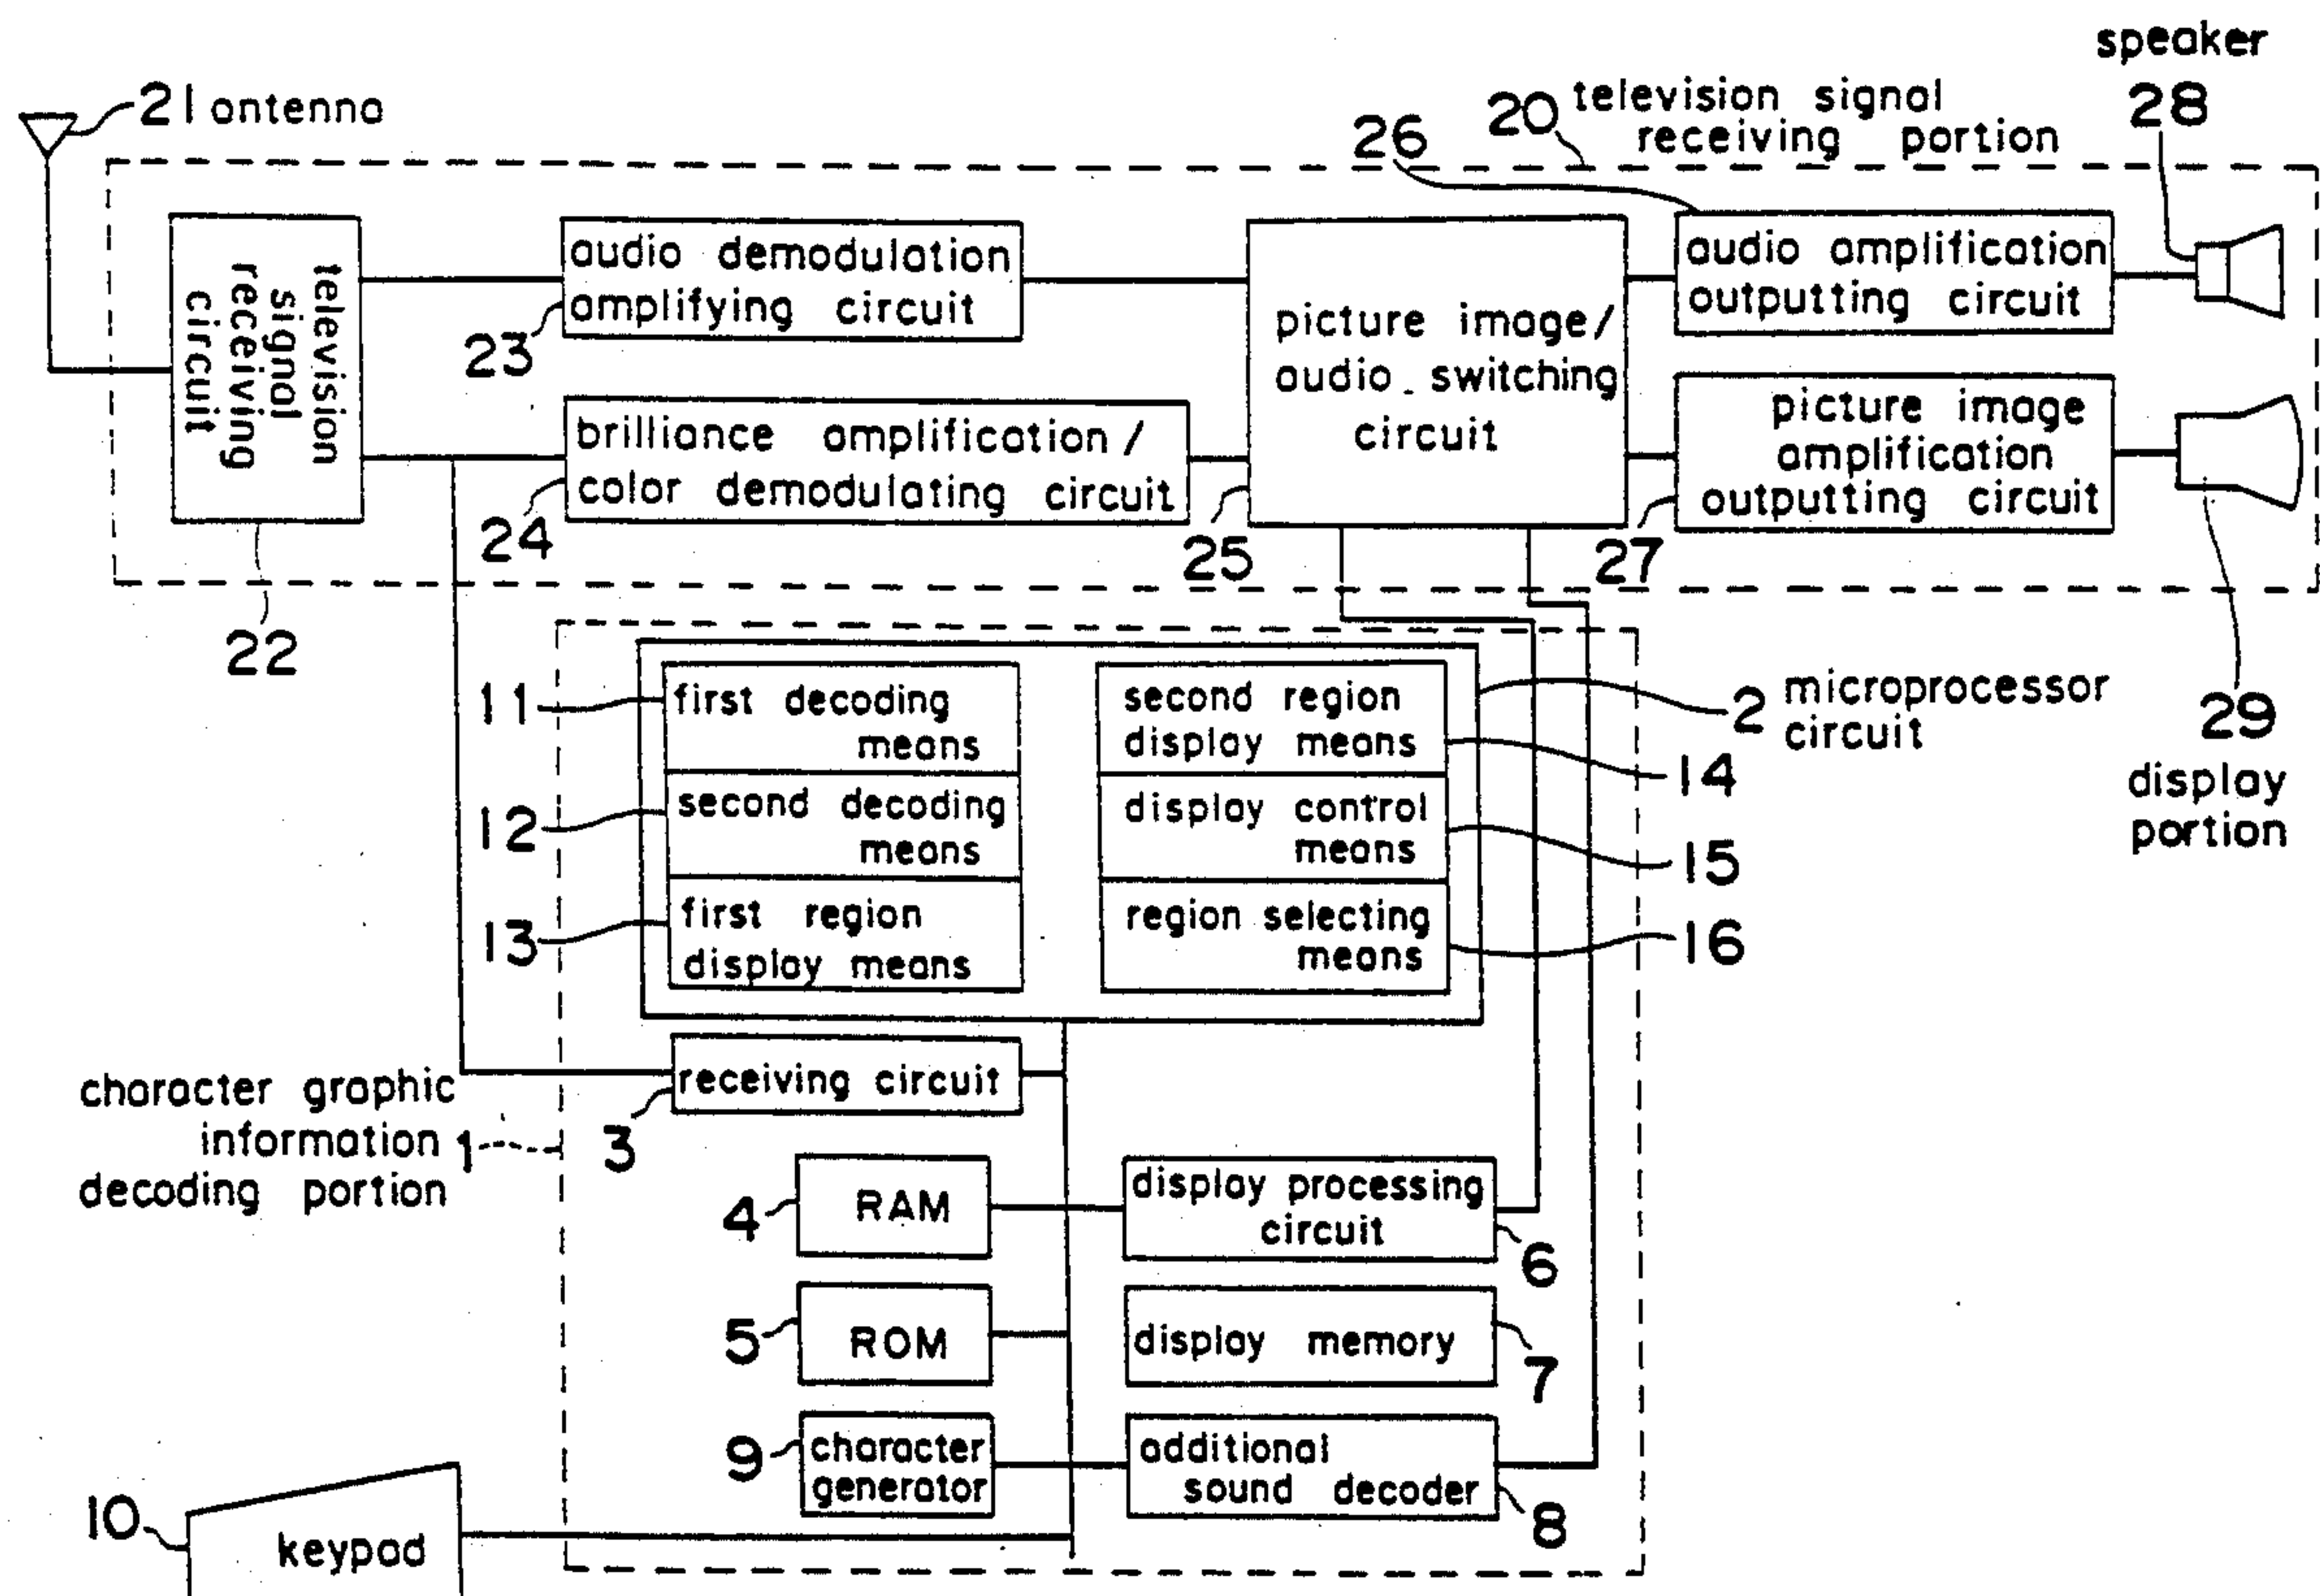 speaker
28
21 antenna
20 television signal
receiving portion
26
television
signal
receiving
circuit
22
audio demodulation
amplifying circuit
23
brilliance amplification /
color demodulating circuit
24
picture image/
audio switching
circuit
25
audio amplification
outputting circuit
picture image
amplification
outputting circuit
27
29
display
portion
11
first decoding
means
12
second decoding
means
13
first region
display means
second region
display means
14
display control
means
15
region selecting
means
16
2 microprocessor
circuit
receiving circuit
3
character graphic
information 1
decoding portion
4
RAM
display processing
circuit
6
5
ROM
display memory
7
9
character
generator
additional
sound decoder
8
10
keypad